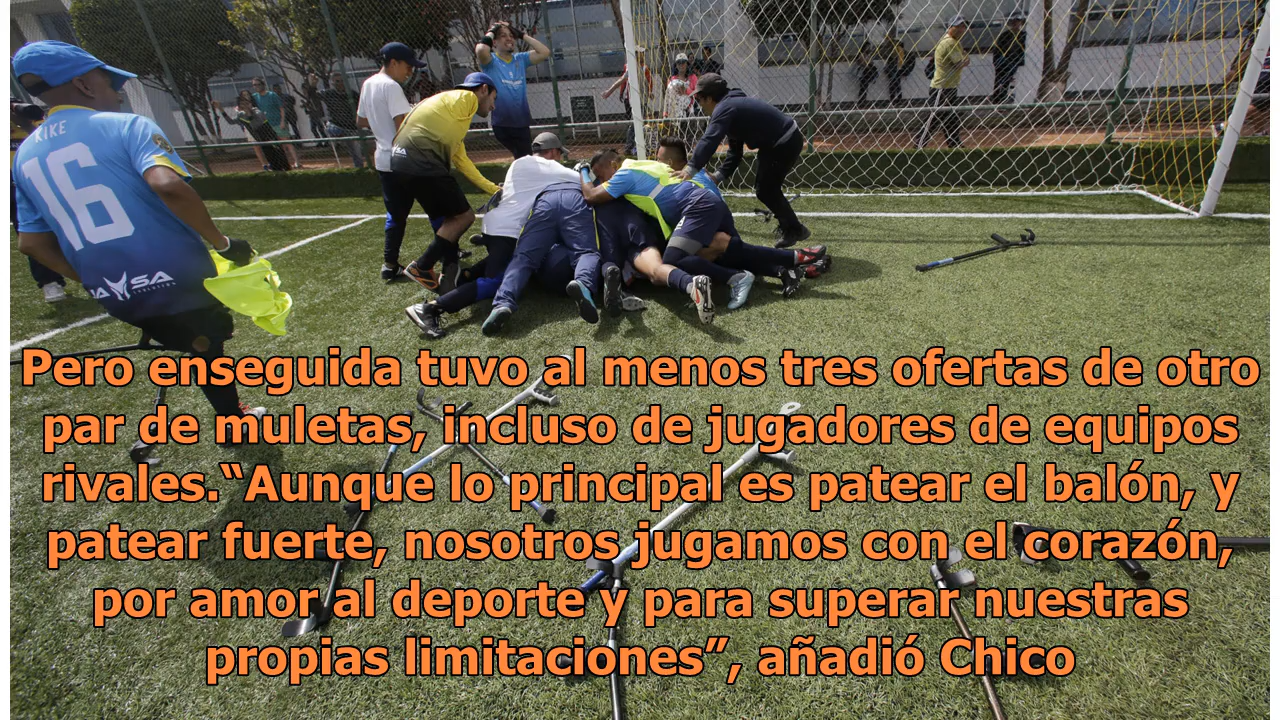 KIKE
16
Pero enseguida tuvo al menos tres ofertas de otro
par de muletas, incluso de jugadores de equipos
rivales.“Aunque lo principal es patear el balón, y
patear fuerte, nosotros jugamos con el corazón,
por amor al deporte y para superar nuestras
propias limitaciones”, añadió Chico